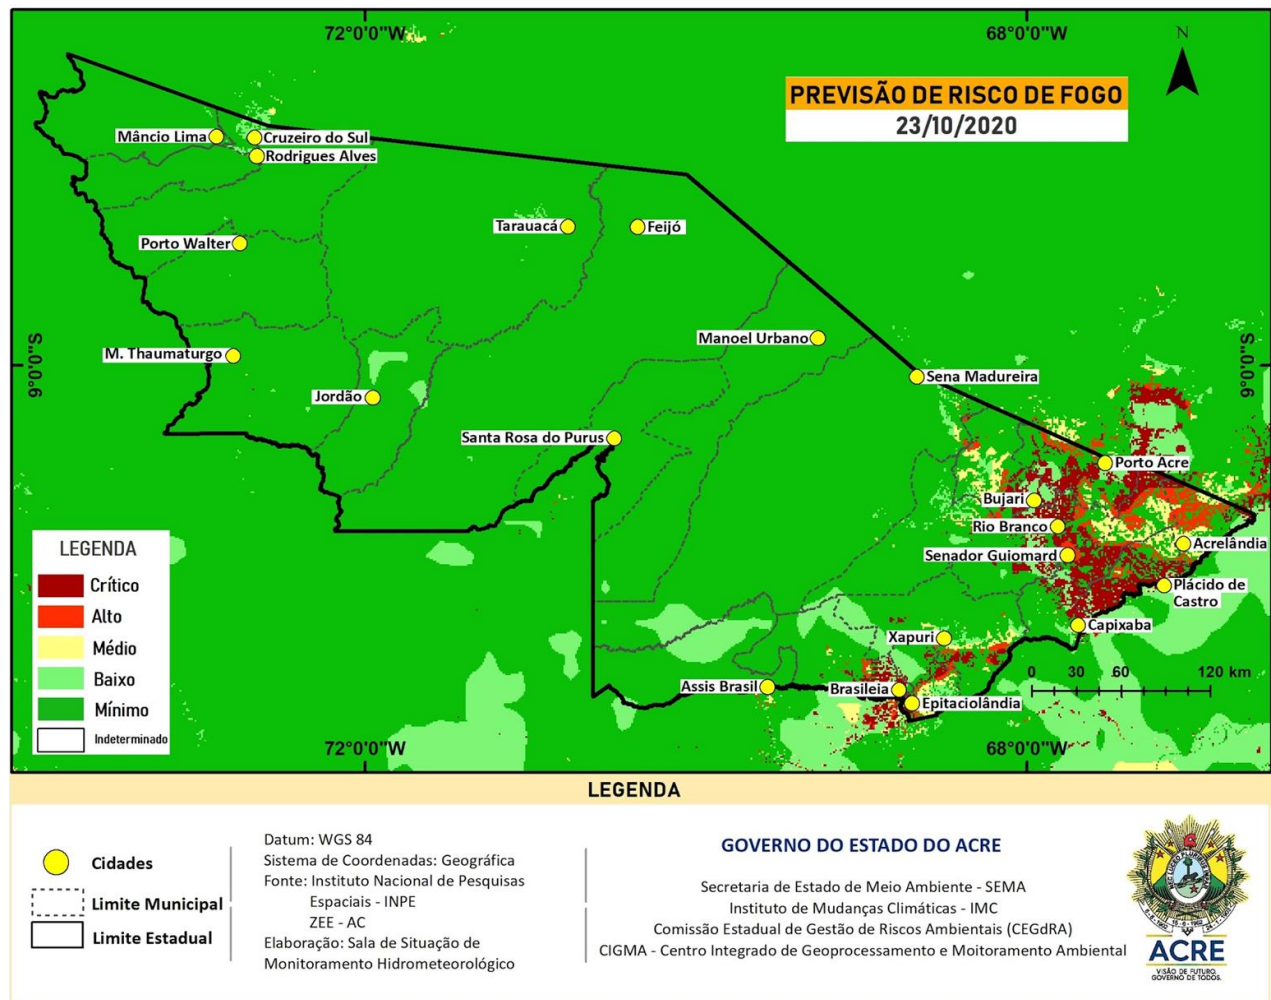 72°0'0"W
68°0'0"W
N
PREVISÃO DE RISCO DE FOGO
23/10/2020
Mâncio Lima
Cruzeiro do Sul
Rodrigues Alves
Tarauacá
Feijó
Porto Walter
Manoel Urbano
M. Thaumaturgo
9°0'0"S
9°0'0"S
Sena Madureira
Jordão
Santa Rosa do Purus
Porto Acre
Bujari
Rio Branco
Acrelândia
Senador Guiomard
Plácido de
Castro
Capixaba
Xapuri
0 30 60 120 km
Assis Brasil
Brasileia
Epitaciolândia
LEGENDA
Crítico
Alto
Médio
Baixo
Mínimo
Indeterminado
72°0'0"W
68°0'0"W
LEGENDA
Cidades
Limite Municipal
Limite Estadual
Datum: WGS 84
Sistema de Coordenadas: Geográfica
Fonte: Instituto Nacional de Pesquisas
Espaciais - INPE
ZEE - AC
Elaboração: Sala de Situação de
Monitoramento Hidrometeorológico
GOVERNO DO ESTADO DO ACRE
Secretaria de Estado de Meio Ambiente - SEMA
Instituto de Mudanças Climáticas - IMC
Comissão Estadual de Gestão de Riscos Ambientais (CEGdRA)
CIGMA - Centro Integrado de Geoprocessamento e Moitoramento Ambiental
ACRE
VISÃO DE FUTURO.
GOVERNO DE TODOS.